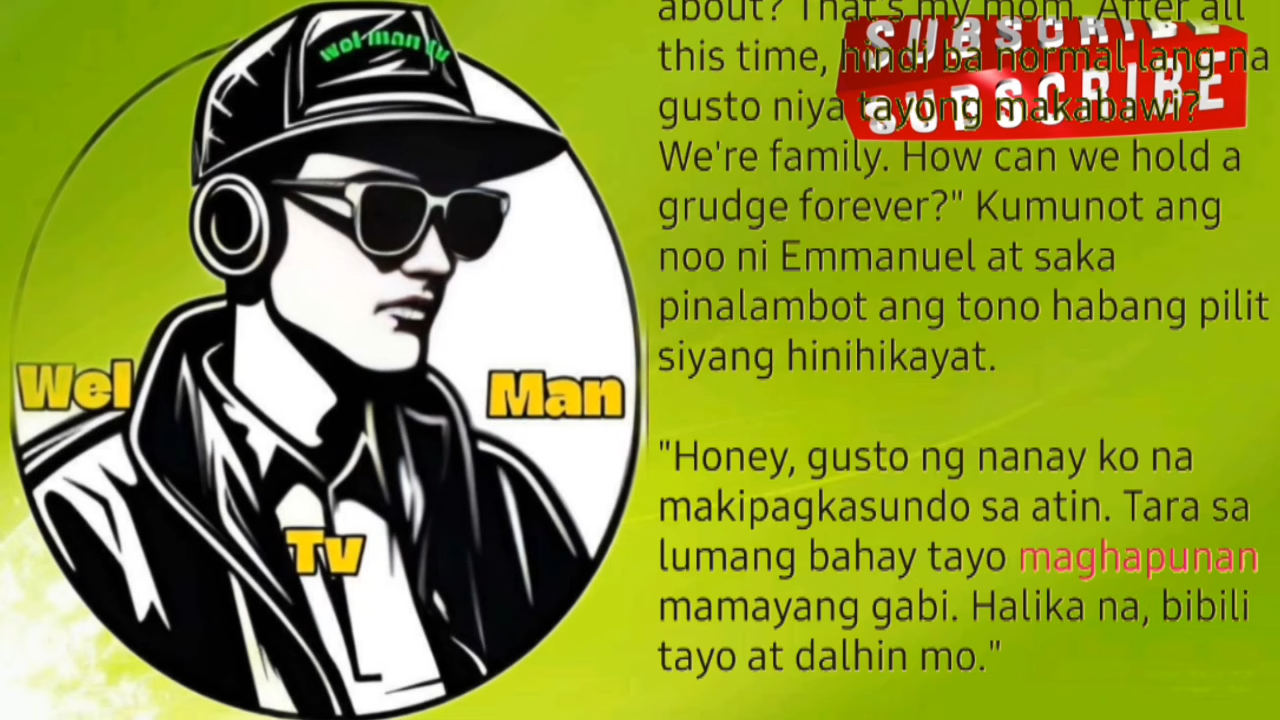 wel man tv
Wel
Man
Tv
SUBSCRIBE
SUBSCRIBE
about? That's my mom. After all
this time, hindi ba normal lang na
gusto niya tayong makabawi?
We're family. How can we hold a
grudge forever?" Kumunot ang
noo ni Emmanuel at saka
pinalambot ang tono habang pilit
siyang hinihikayat.
"Honey, gusto ng nanay ko na
makipagkasundo sa atin. Tara sa
lumang bahay tayo maghapunan
mamayang gabi. Halika na, bibili
tayo at dalhin mo."